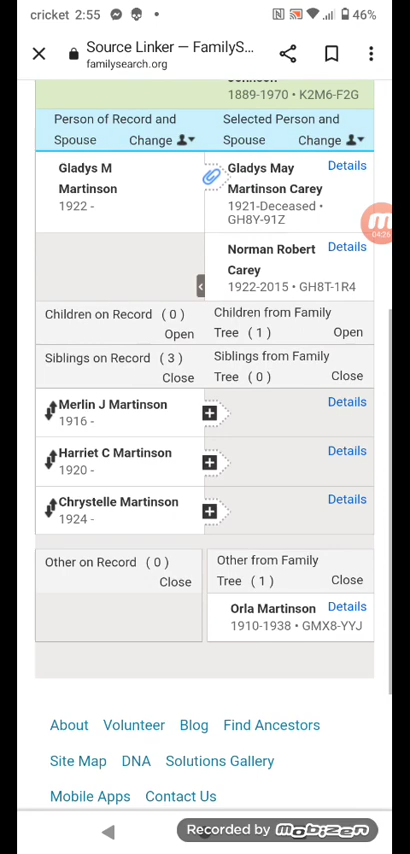 cricket 2:55 46%
Source Linker — FamilyS...
familysearch.org
Johnson
1889-1970 • K2M6-F2G
Person of Record and
Spouse Change
Selected Person and
Spouse Change
Gladys M
Martinson
1922 -
Gladys May Details
Martinson Carey
1921-Deceased •
GH8Y-91Z
04:26
Norman Robert Details
Carey
1922-2015 • GH8T-1R4
Children on Record ( 0 )
Open
Children from Family
Tree ( 1 ) Open
Siblings on Record ( 3 )
Close
Siblings from Family
Tree ( 0 ) Close
Merlin J Martinson Details
1916 -
Harriet C Martinson Details
1920 -
Chrystelle Martinson Details
1924 -
Other on Record ( 0 )
Close
Other from Family
Tree ( 1 ) Close
Orla Martinson Details
1910-1938 • GMX8-YYJ
About Volunteer Blog Find Ancestors
Site Map DNA Solutions Gallery
Mobile Apps Contact Us
Recorded by mobizen